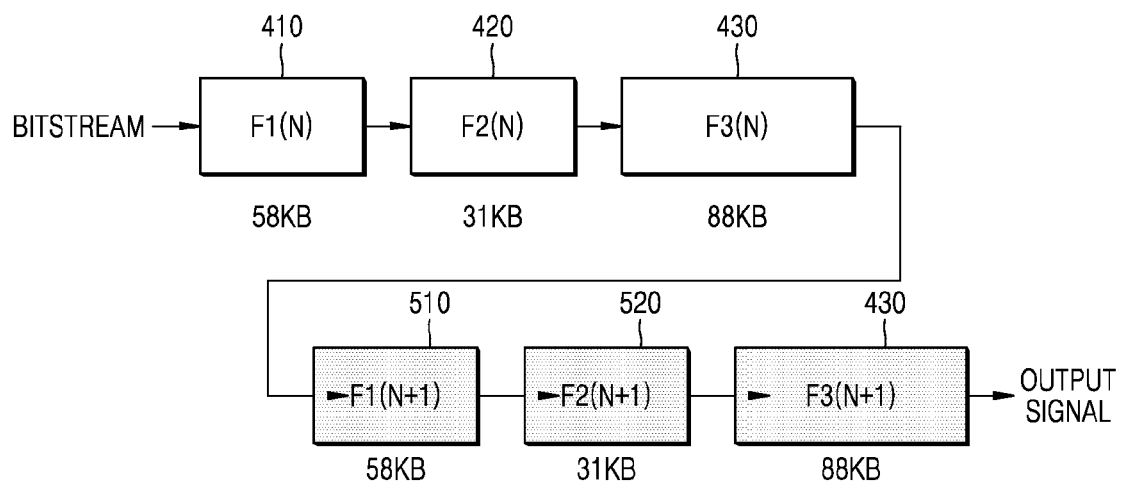 410
420
430
BITSTREAM
F1(N)
F2(N)
F3(N)
58KB
31KB
88KB
510
520
430
F1(N+1)
F2(N+1)
F3(N+1)
OUTPUT
SIGNAL
58KB
31KB
88KB